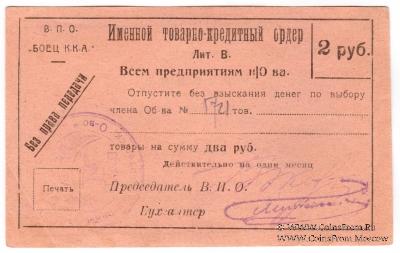 В. П. О.
„БОЕЦ К.К.А."
Именной товарно-кредитный ордер
Лит. В.
2 руб.
Всем предприятиям н|О ва.
Без права передачи
Отпустите без взыскания денег по выбору
члена Об-ва № тов.
товары на сумму два руб.
Действительно на один месяц
Печать
Председатель В.П.О.
Бухгалтер
www.CoinsFrom.Ru
www.CoinsFromMoscow